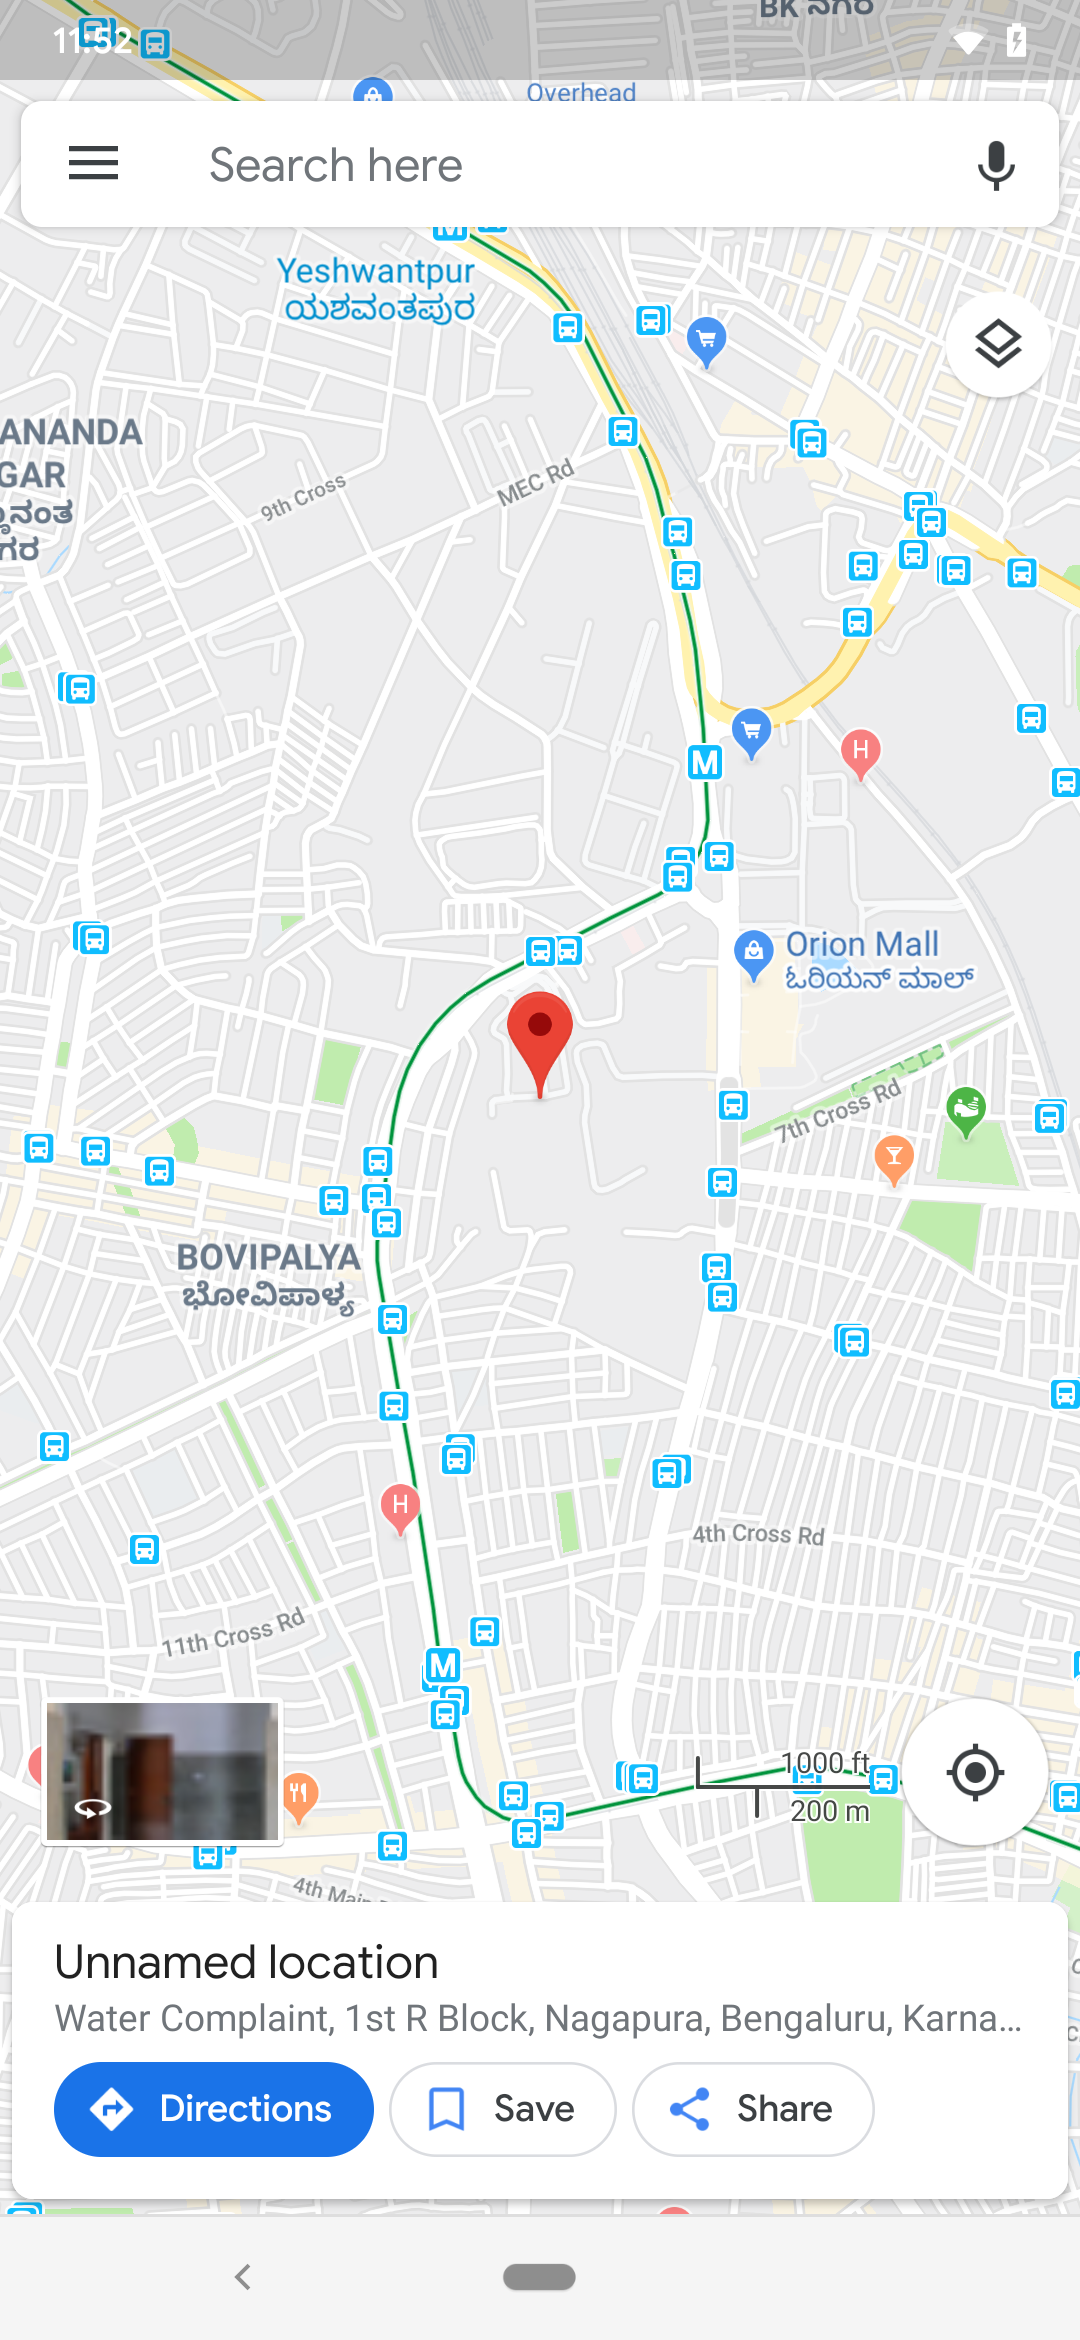 BK ನಗರ
11:52
Overhead
Search here
Yeshwantpur
ಯಶವಂತಪುರ
ANANDA
GAR
ನಂತ
ಗರ
9th Cross
MEC Rd
M
H
Orion Mall
ಓರಿಯನ್ ಮಾಲ್
7th Cross Rd
BOVIPALYA
ಭೋವಿಪಾಳ್ಯ
H
4th Cross Rd
11th Cross Rd
M
1000 ft
200 m
4th Main
Unnamed location
Water Complaint, 1st R Block, Nagapura, Bengaluru, Karna...
Directions
Save
Share